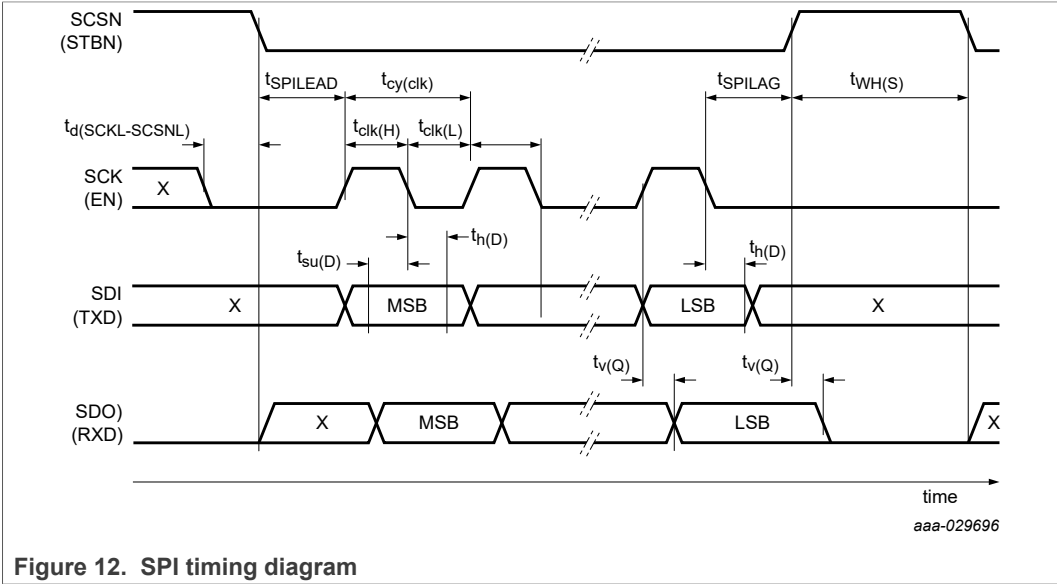 SCSN
(STBN)
tSPILEAD
tcy(clk)
tSPILAG
tWH(S)
td(SCKL-SCSNL)
tclk(H)
tclk(L)
SCK
(EN)
X
tsu(D)
th(D)
th(D)
SDI
(TXD)
X
MSB
LSB
X
tv(Q)
tv(Q)
SDO)
(RXD)
X
MSB
LSB
X
time
aaa-029696
Figure 12. SPI timing diagram